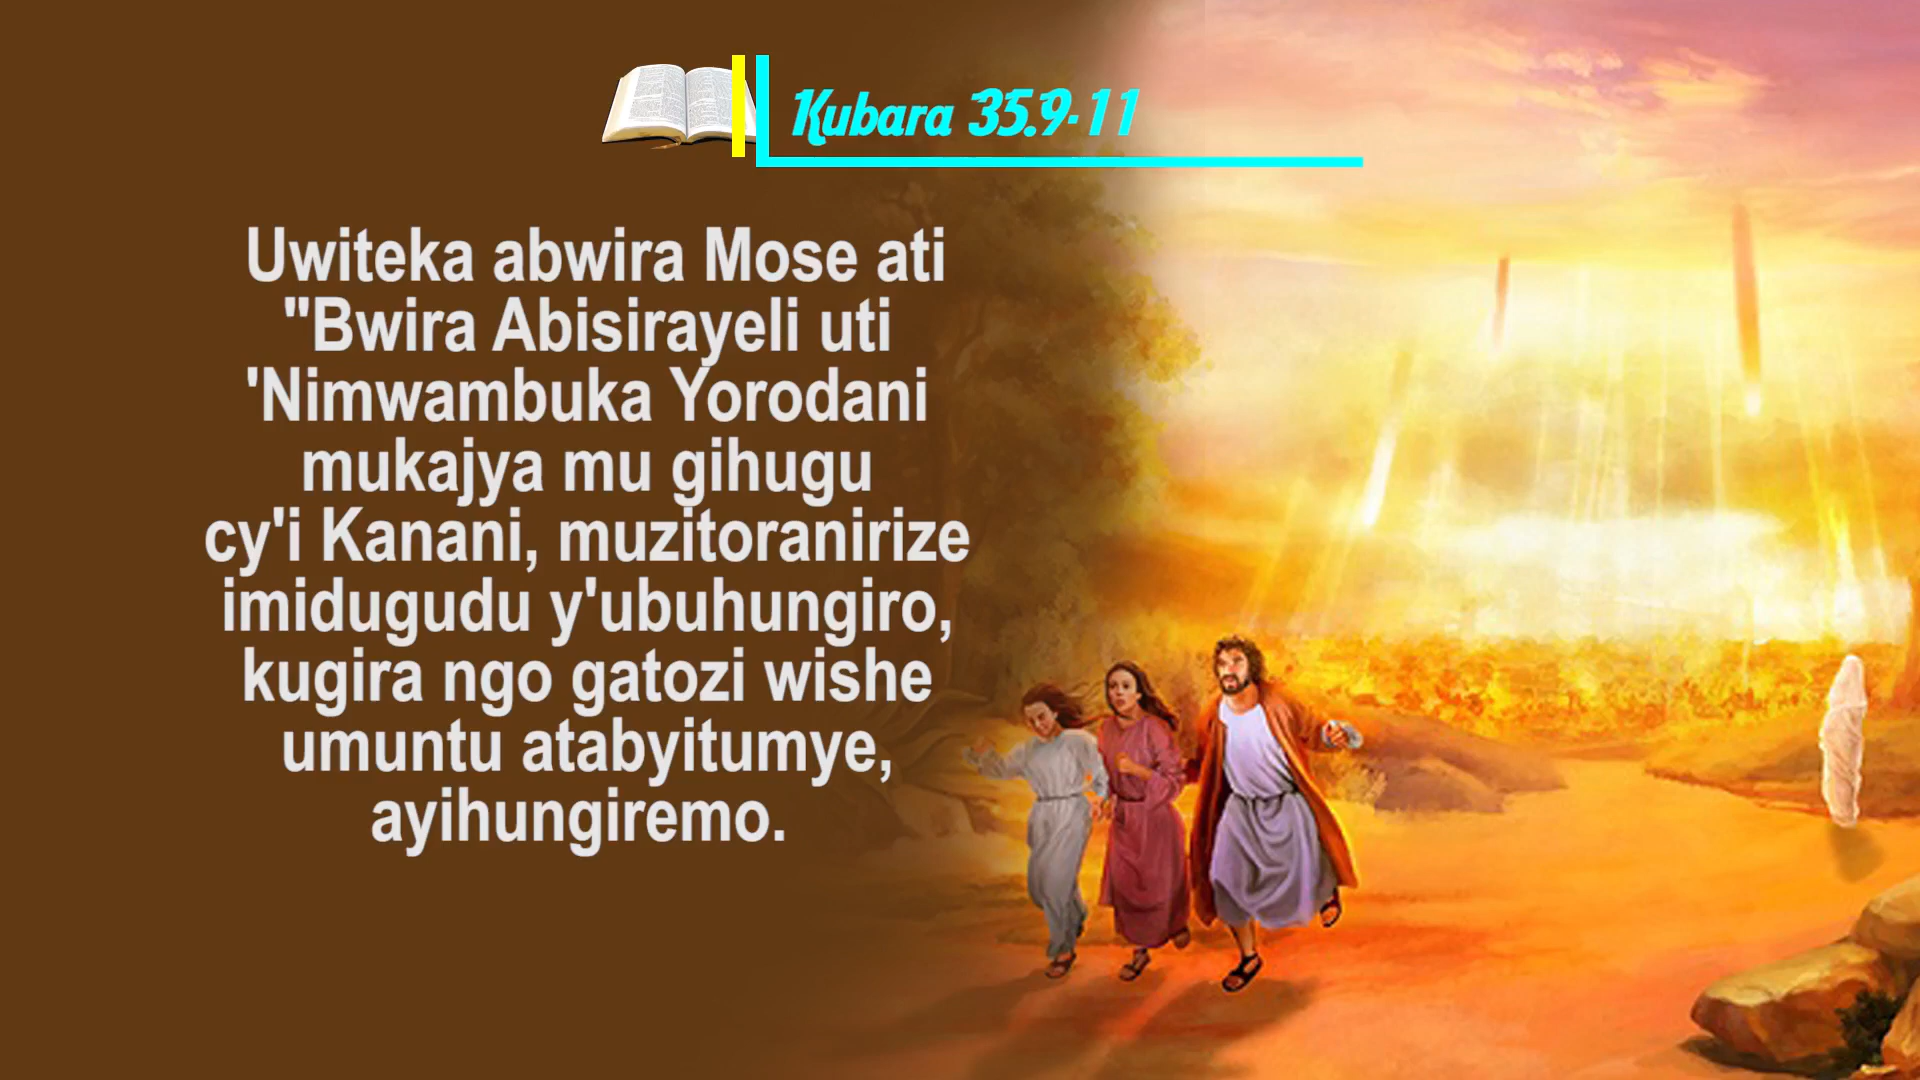 Kubara 35.9-11
Uwiteka abwira Mose ati
"Bwira Abisirayeli uti
'Nimwambuka Yorodani
mukajya mu gihugu
cy'i Kanani, muzitoranirize
imidugudu y'ubuhungiro,
kugira ngo gatozi wishe
umuntu atabyitumye,
ayihungiremo.